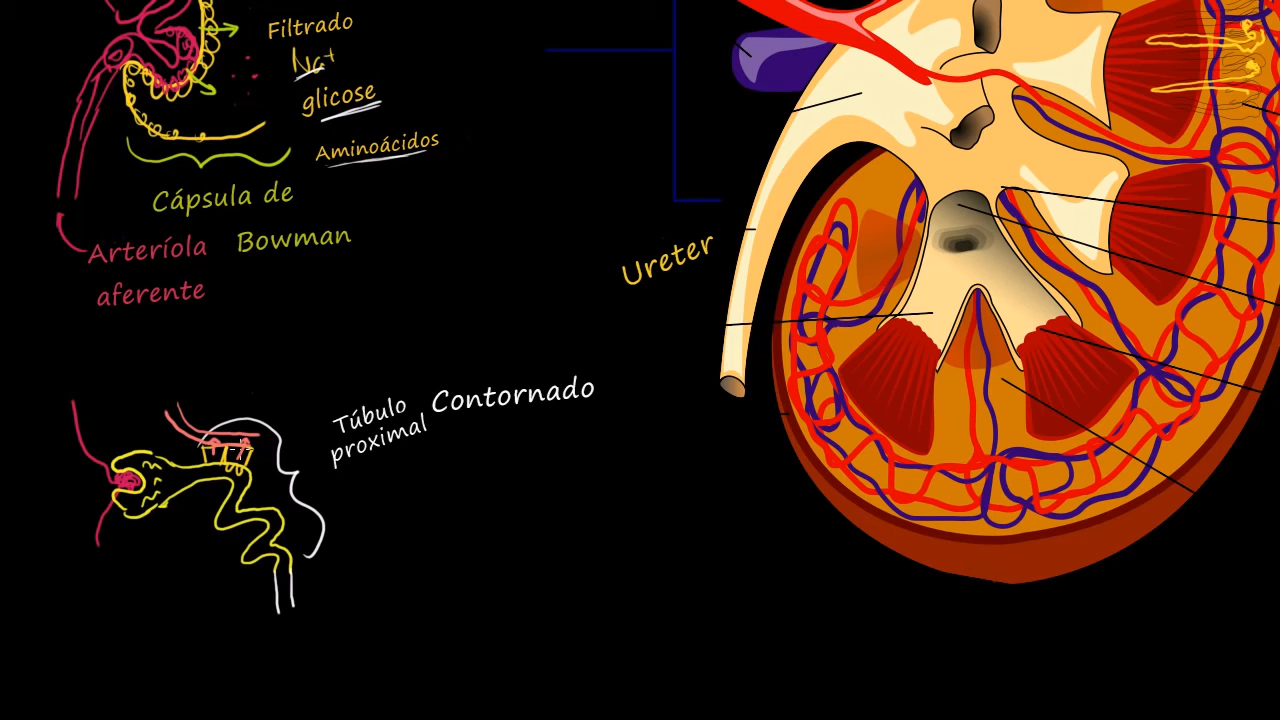 Filtrado
Na+
glicose
Aminoácidos
Cápsula de
Bowman
Arteríola
aferente
Ureter
Túbulo
proximal
Contornado